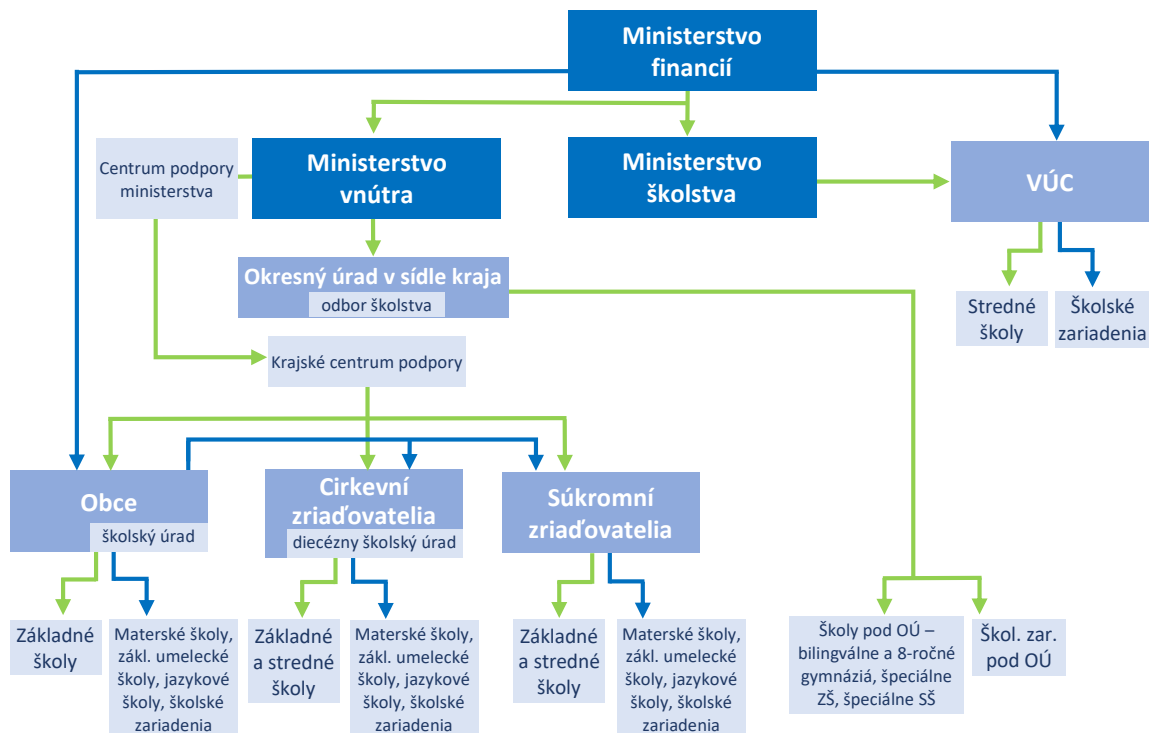 Ministerstvo
financií
Centrum podpory
ministerstva
Ministerstvo
vnútra
Ministerstvo
školstva
VÚC
Okresný úrad v sídle kraja
odbor školstva
Stredné
školy
Školské
zariadenia
Krajské centrum podpory
Obce
školský úrad
Cirkevní
zriaďovatelia
diecézny školský úrad
Súkromní
zriaďovatelia
Základné
školy
Materské školy,
zákl. umelecké
školy, jazykové
školy, školské
zariadenia
Základné
a stredné
školy
Materské školy,
zákl. umelecké
školy, jazykové
školy, školské
zariadenia
Základné
a stredné
školy
Materské školy,
zákl. umelecké
školy, jazykové
školy, školské
zariadenia
Školy pod OÚ –
bilingválne a 8-ročné
gymnáziá, špeciálne
ZŠ, špeciálne SŠ
Škol. zar.
pod OÚ